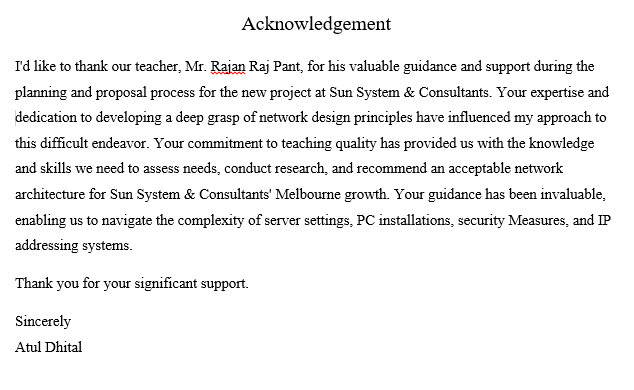 Acknowledgement
I'd like to thank our teacher, Mr. Rajan Raj Pant, for his valuable guidance and support during the
planning and proposal process for the new project at Sun System & Consultants. Your expertise and
dedication to developing a deep grasp of network design principles have influenced my approach to
this difficult endeavor. Your commitment to teaching quality has provided us with the knowledge
and skills we need to assess needs, conduct research, and recommend an acceptable network
architecture for Sun System & Consultants' Melbourne growth. Your guidance has been invaluable,
enabling us to navigate the complexity of server settings, PC installations, security Measures, and IP
addressing systems.
Thank you for your significant support.
Sincerely
Atul Dhital